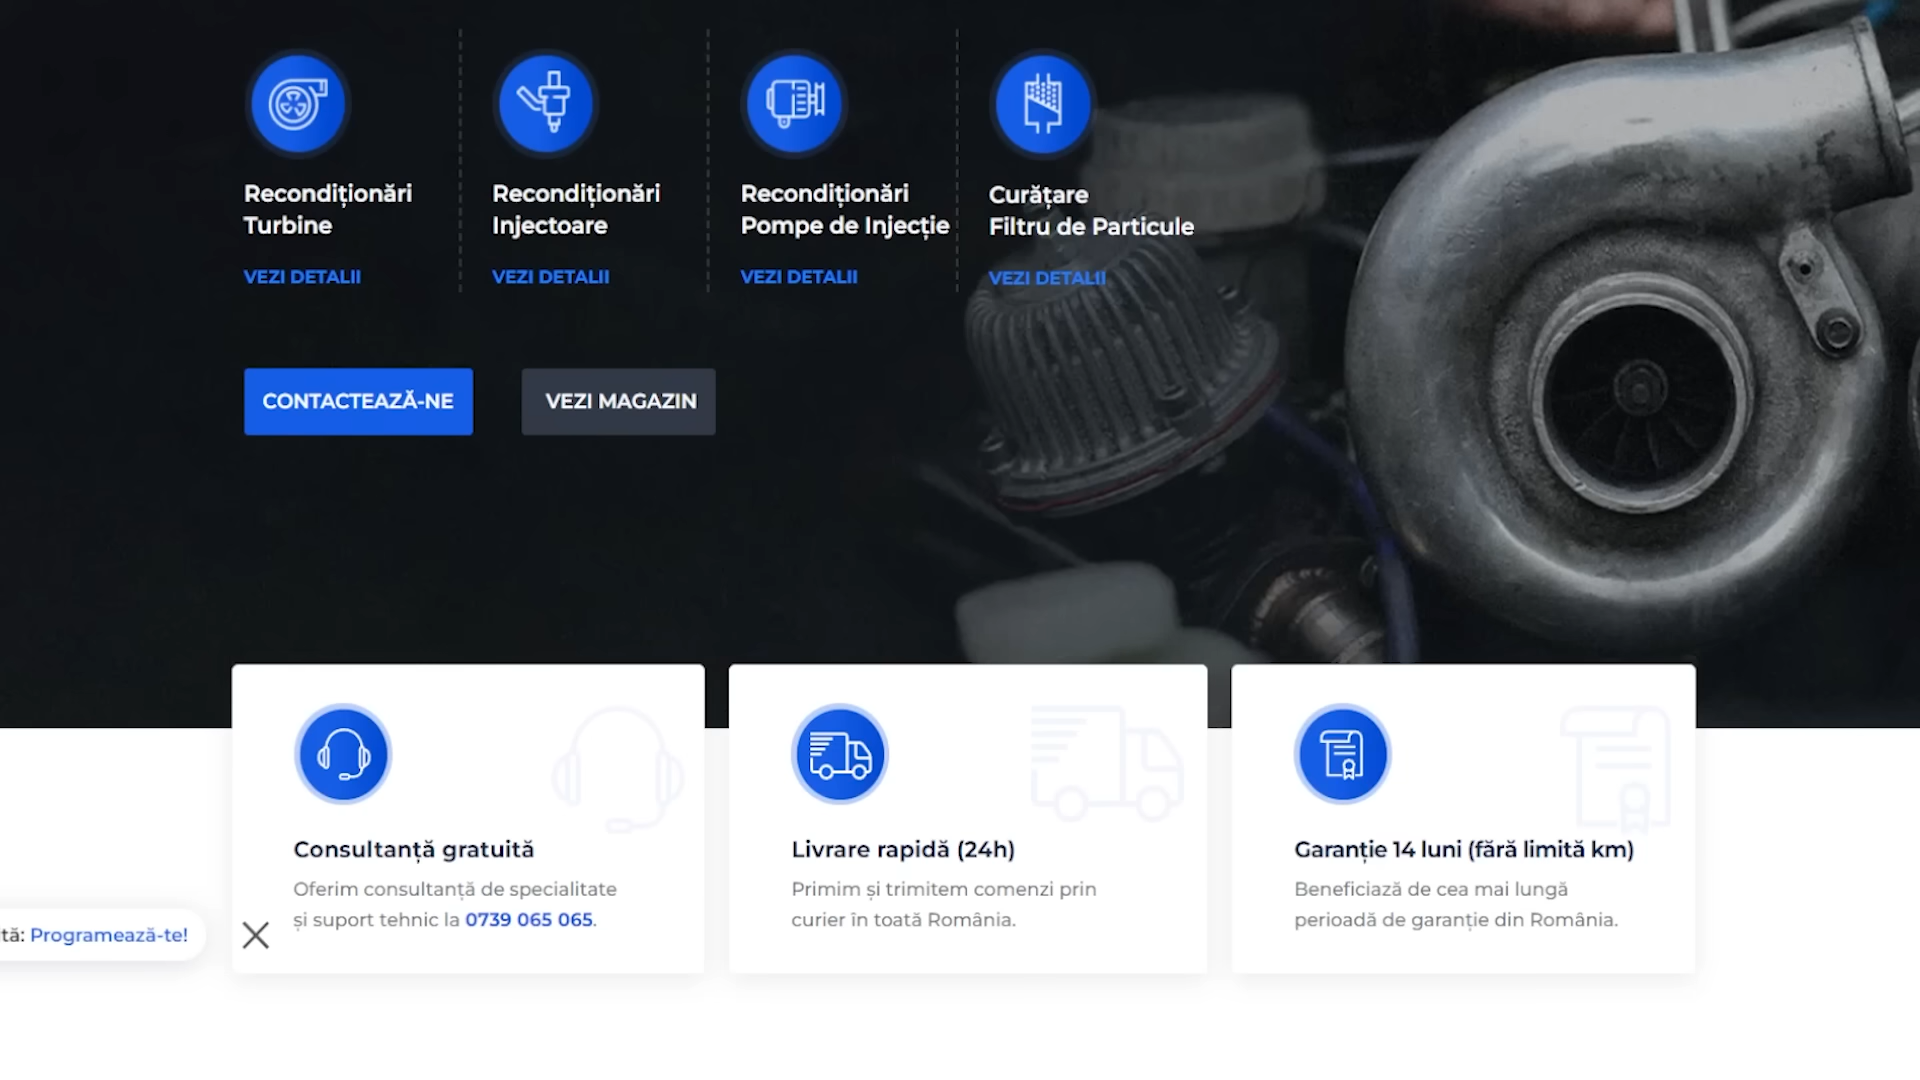 Recondiționări
Turbine
VEZI DETALII
Recondiționări
Injectoare
VEZI DETALII
Recondiționări
Pompe de Injecție
VEZI DETALII
Curățare
Filtru de Particule
VEZI DETALII
CONTACTEAZĂ-NE
VEZI MAGAZIN
Consultanță gratuită
Oferim consultanță de specialitate
și suport tehnic la 0739 065 065.
Livrare rapidă (24h)
Primim și trimitem comenzi prin
curier în toată România.
Garanție 14 luni (fără limită km)
Beneficiază de cea mai lungă
perioadă de garanție din România.
Programează-te!